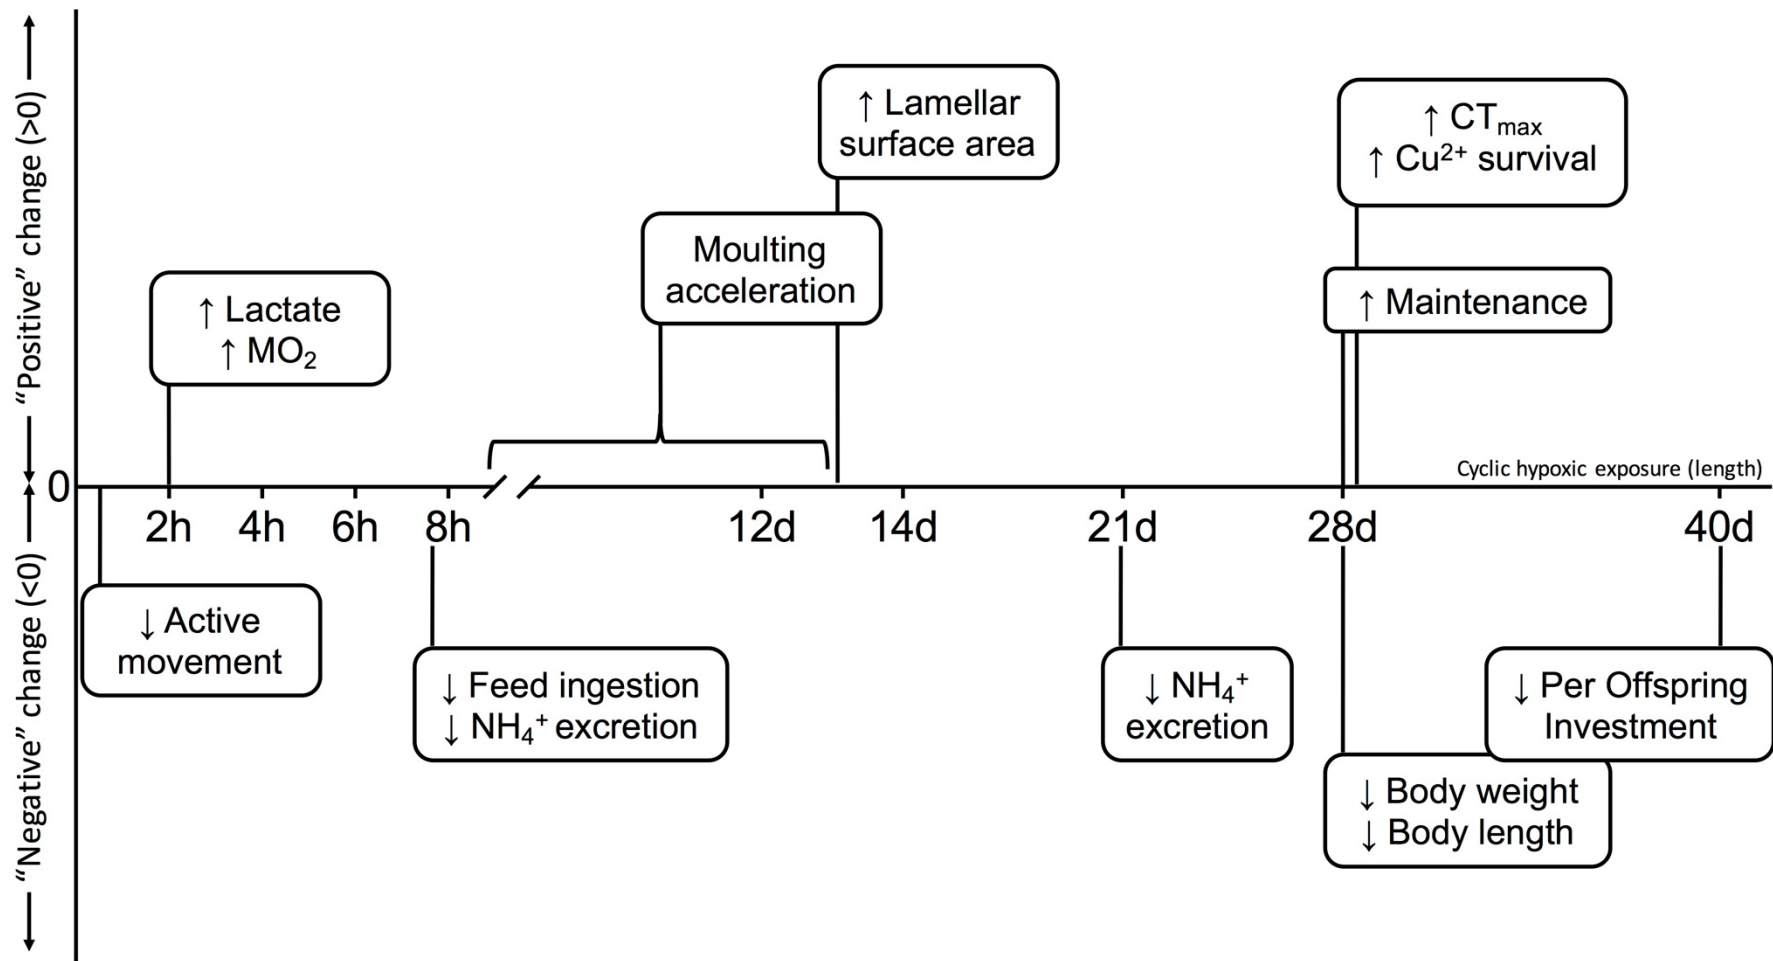 “Positive” change (>0)
“Negative” change (<0)
0
↑ Lamellar
surface area
↑ CTmax
↑ Cu²⁺ survival
Moulting
acceleration
↑ Lactate
↑ MO₂
↑ Maintenance
Cyclic hypoxic exposure (length)
2h 4h 6h 8h 12d 14d 21d 28d 40d
↓ Active
movement
↓ Feed ingestion
↓ NH₄⁺ excretion
↓ NH₄⁺
excretion
↓ Per Offspring
Investment
↓ Body weight
↓ Body length